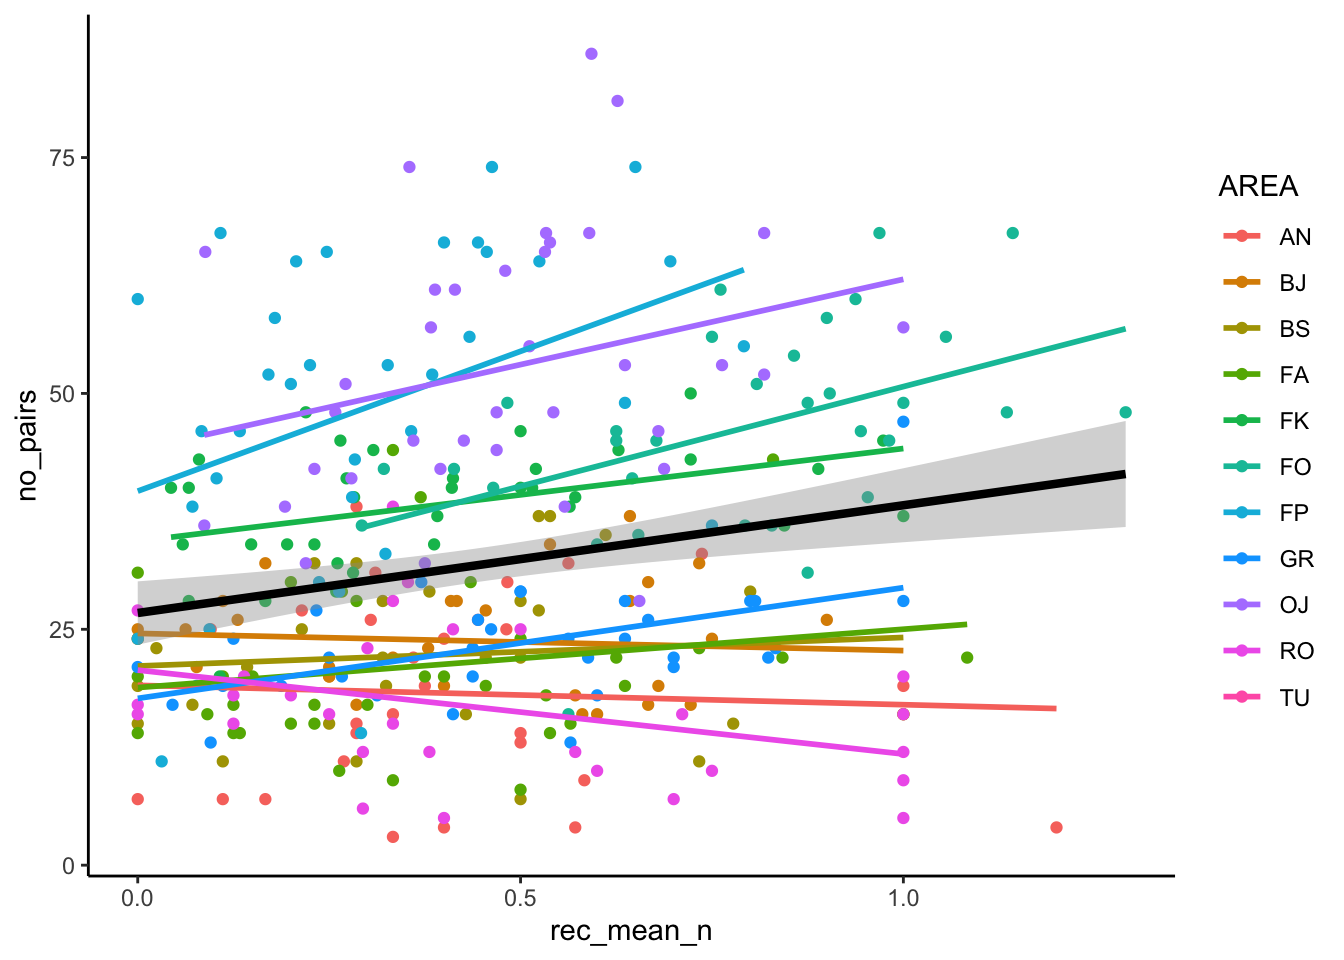 75
50
25
0
0.0 0.5 1.0
rec_mean_n
no_pairs
AREA
AN
BJ
BS
FA
FK
FO
FP
GR
OJ
RO
TU